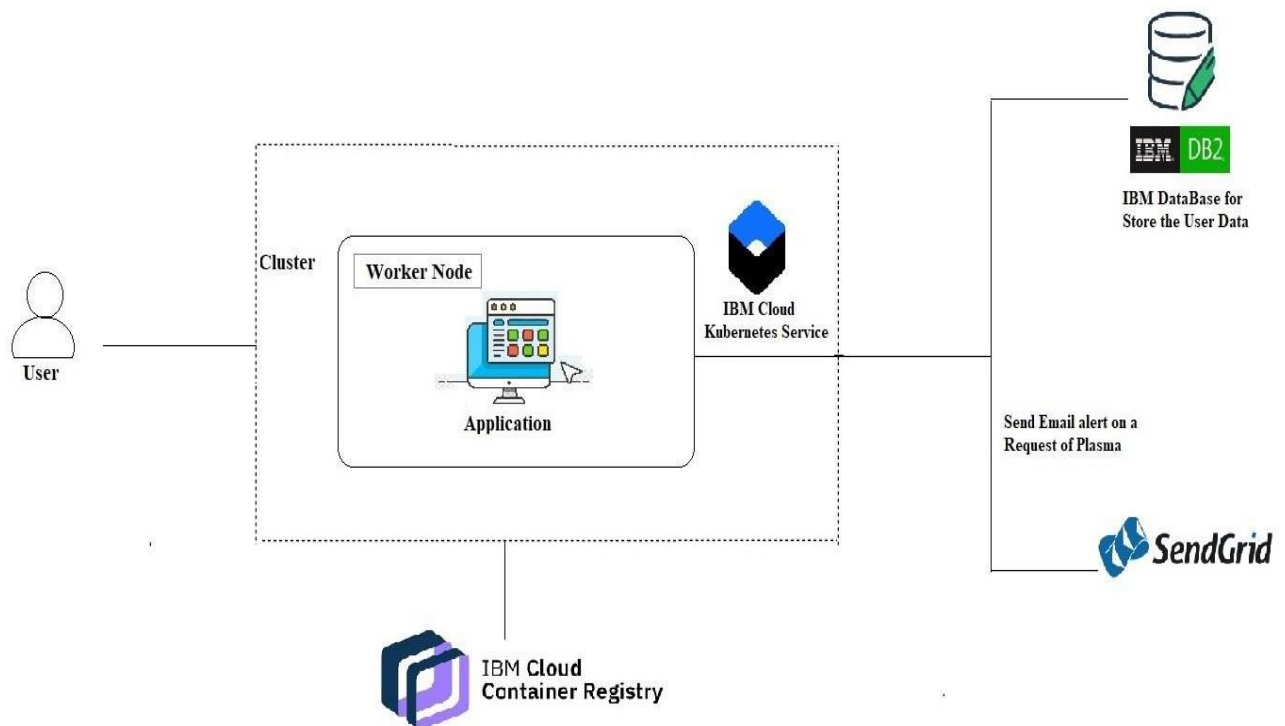 IBM DB2
IBM DataBase for
Store the User Data
Cluster
Worker Node
IBM Cloud
Kubernetes Service
User
Application
Send Email alert on a
Request of Plasma
SendGrid
IBM Cloud
Container Registry